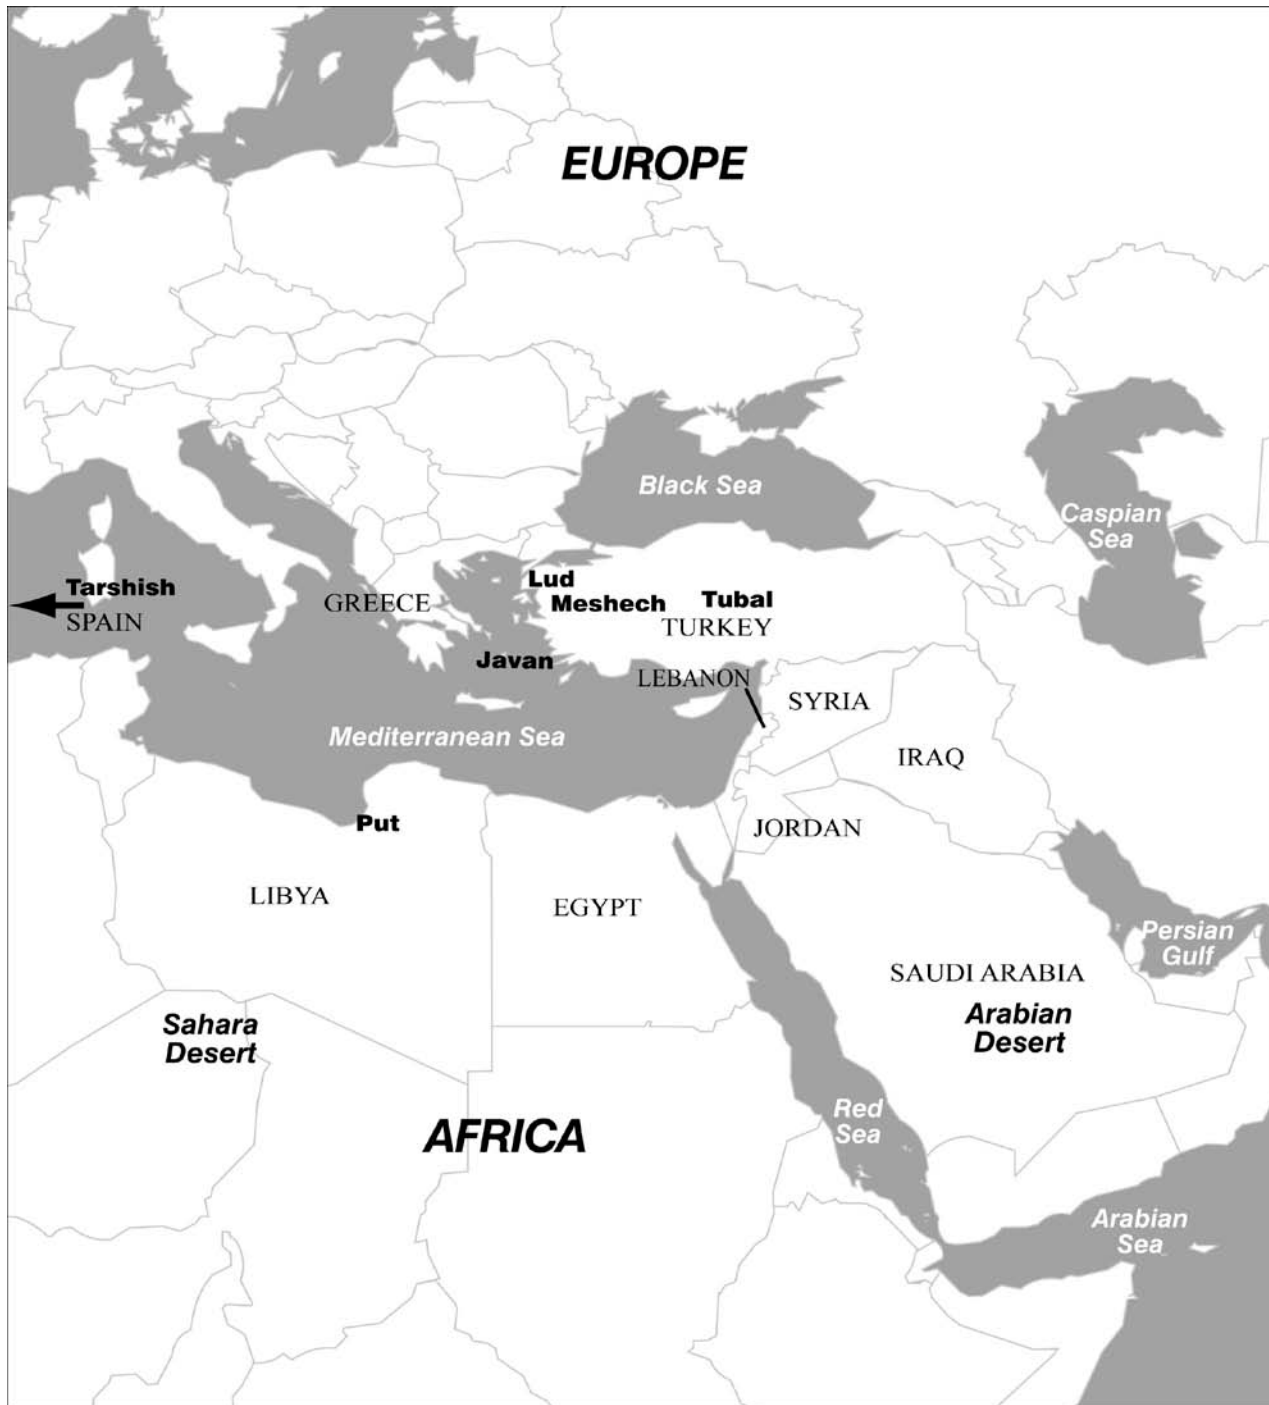 EUROPE
Black Sea
Caspian
Sea
Tarshish
SPAIN
GREECE
Lud
Meshech
Tubal
TURKEY
Javan
LEBANON
SYRIA
Mediterranean Sea
IRAQ
Put
JORDAN
LIBYA
EGYPT
Persian
Gulf
SAUDI ARABIA
Arabian
Desert
Sahara
Desert
Red
Sea
AFRICA
Arabian
Sea